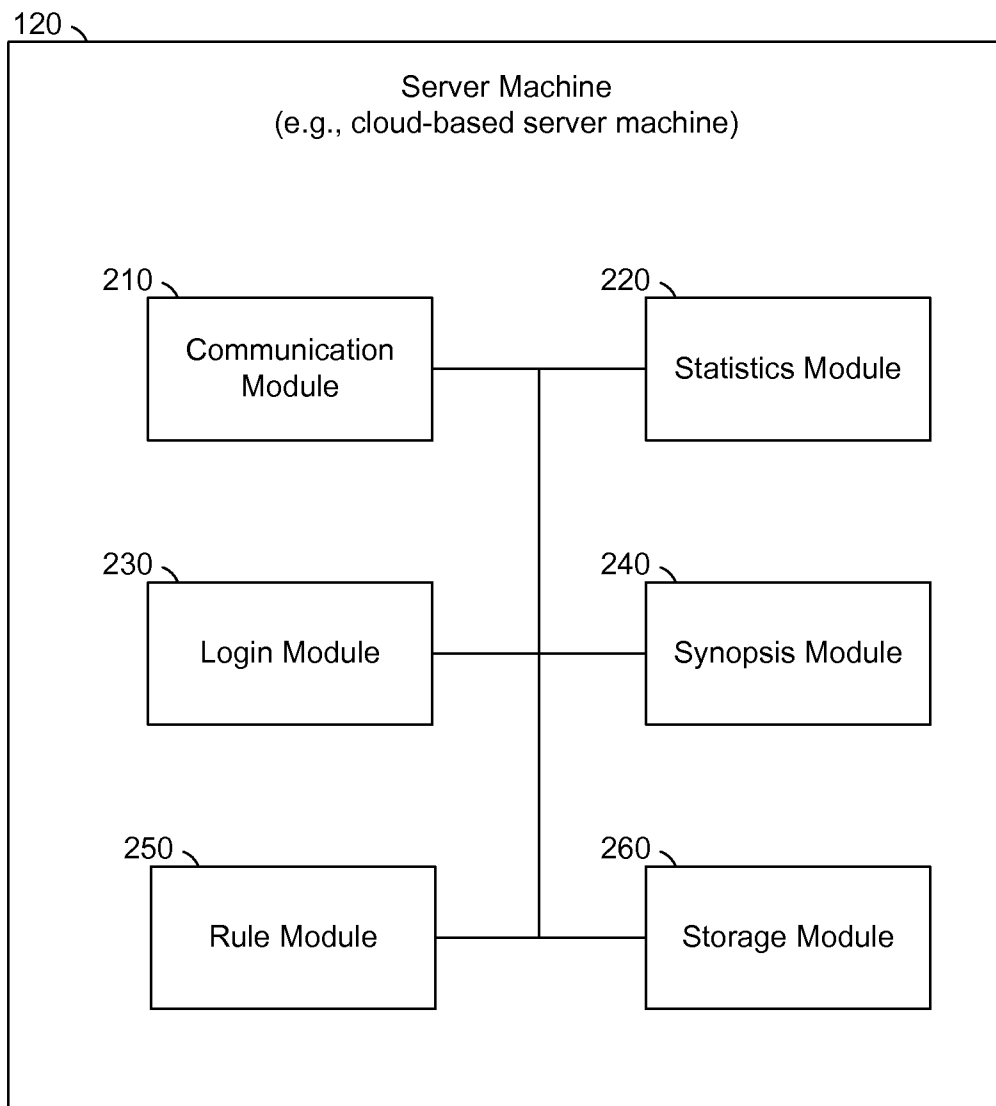 120
Server Machine
(e.g., cloud-based server machine)
210
220
Communication
Module
Statistics Module
230
240
Login Module
Synopsis Module
250
260
Rule Module
Storage Module